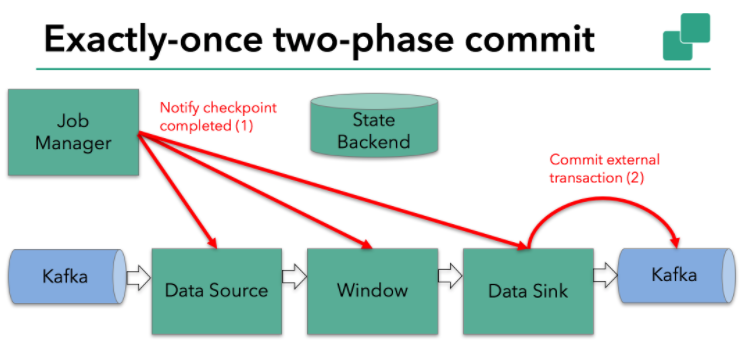 Exactly-once two-phase commit
Job
Manager
Notify checkpoint
completed (1)
State
Backend
Commit external
transaction (2)
Kafka
Data Source
Window
Data Sink
Kafka